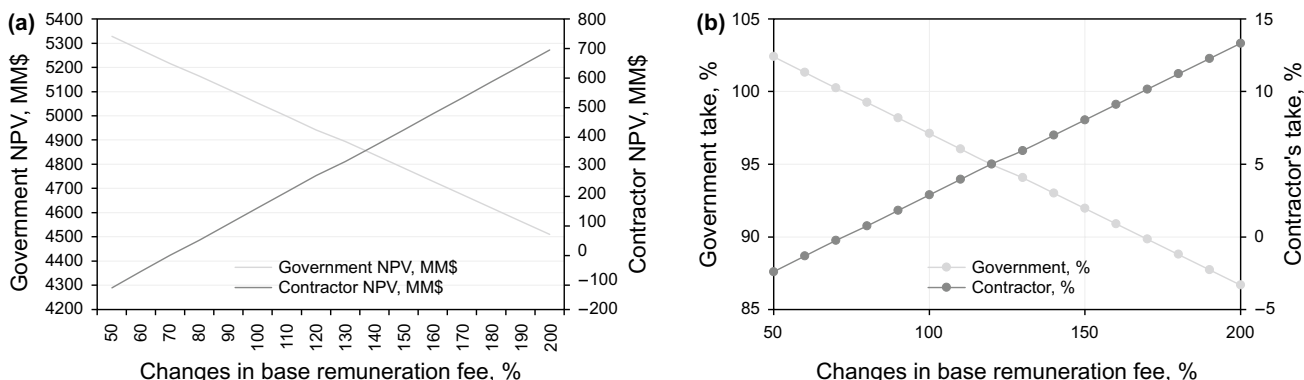 (a)
Government NPV, MM$
5400
5300
5200
5100
5000
4900
4800
4700
4600
4500
4400
4300
4200
800
700
600
500
400
300
200
100
0
−100
−200
Contractor NPV, MM$
Government NPV, MM$
Contractor NPV, MM$
50 60 70 80 90 100 110 120 130 140 150 160 170 180 190 200
Changes in base remuneration fee, %
(b)
Government take, %
105
100
95
90
85
15
10
5
0
−5
Contractor's take, %
Government, %
Contractor, %
50 100 150 200
Changes in base remuneration fee, %